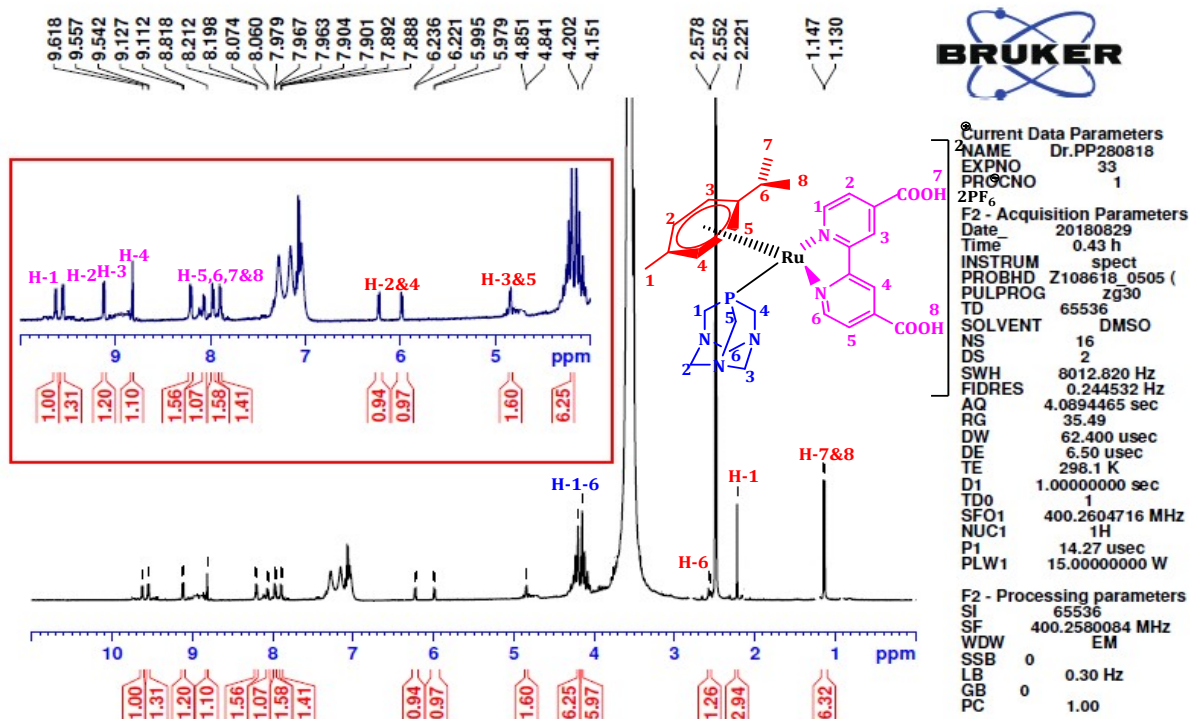 9.618
9.557
9.542
9.127
9.112
8.818
8.212
8.198
8.074
8.060
7.979
7.967
7.963
7.904
7.901
7.892
7.888
6.236
6.221
5.995
5.979
4.851
4.841
4.202
4.151
2.578
2.552
2.221
1.147
1.130
BRUKER
H-1
H-2
H-3
H-4
H-5,6,7&8
H-2&4
H-3&5
9 8 7 6 5 ppm
1.00 1.31 1.20 1.10 1.56 1.07 1.58 1.41 0.94 0.97 1.60 6.25
7
8
3
6
2
5
4
1
Ru
P
1
5
4
N
N
6
N
2
3
COOH
7
2
1
3
N
4
N
6
5
COOH
8
2
⊕
⊖
2PF6
H-1-6
H-6
H-1
H-7&8
10 9 8 7 6 5 4 3 2 1 ppm
1.00 1.31 1.20 1.10 1.56 1.07 1.58 1.41 0.94 0.97 1.60 6.25 5.97 1.26 2.94 6.32
Current Data Parameters
NAME Dr.PP280818
EXPNO 33
PROCNO 1
F2 - Acquisition Parameters
Date_ 20180829
Time 0.43 h
INSTRUM spect
PROBHD Z108618_0505 (
PULPROG zg30
TD 65536
SOLVENT DMSO
NS 16
DS 2
SWH 8012.820 Hz
FIDRES 0.244532 Hz
AQ 4.0894465 sec
RG 35.49
DW 62.400 usec
DE 6.50 usec
TE 298.1 K
D1 1.00000000 sec
TD0 1
SFO1 400.2604716 MHz
NUC1 1H
P1 14.27 usec
PLW1 15.00000000 W
F2 - Processing parameters
SI 65536
SF 400.2580084 MHz
WDW EM
SSB 0
LB 0.30 Hz
GB 0
PC 1.00